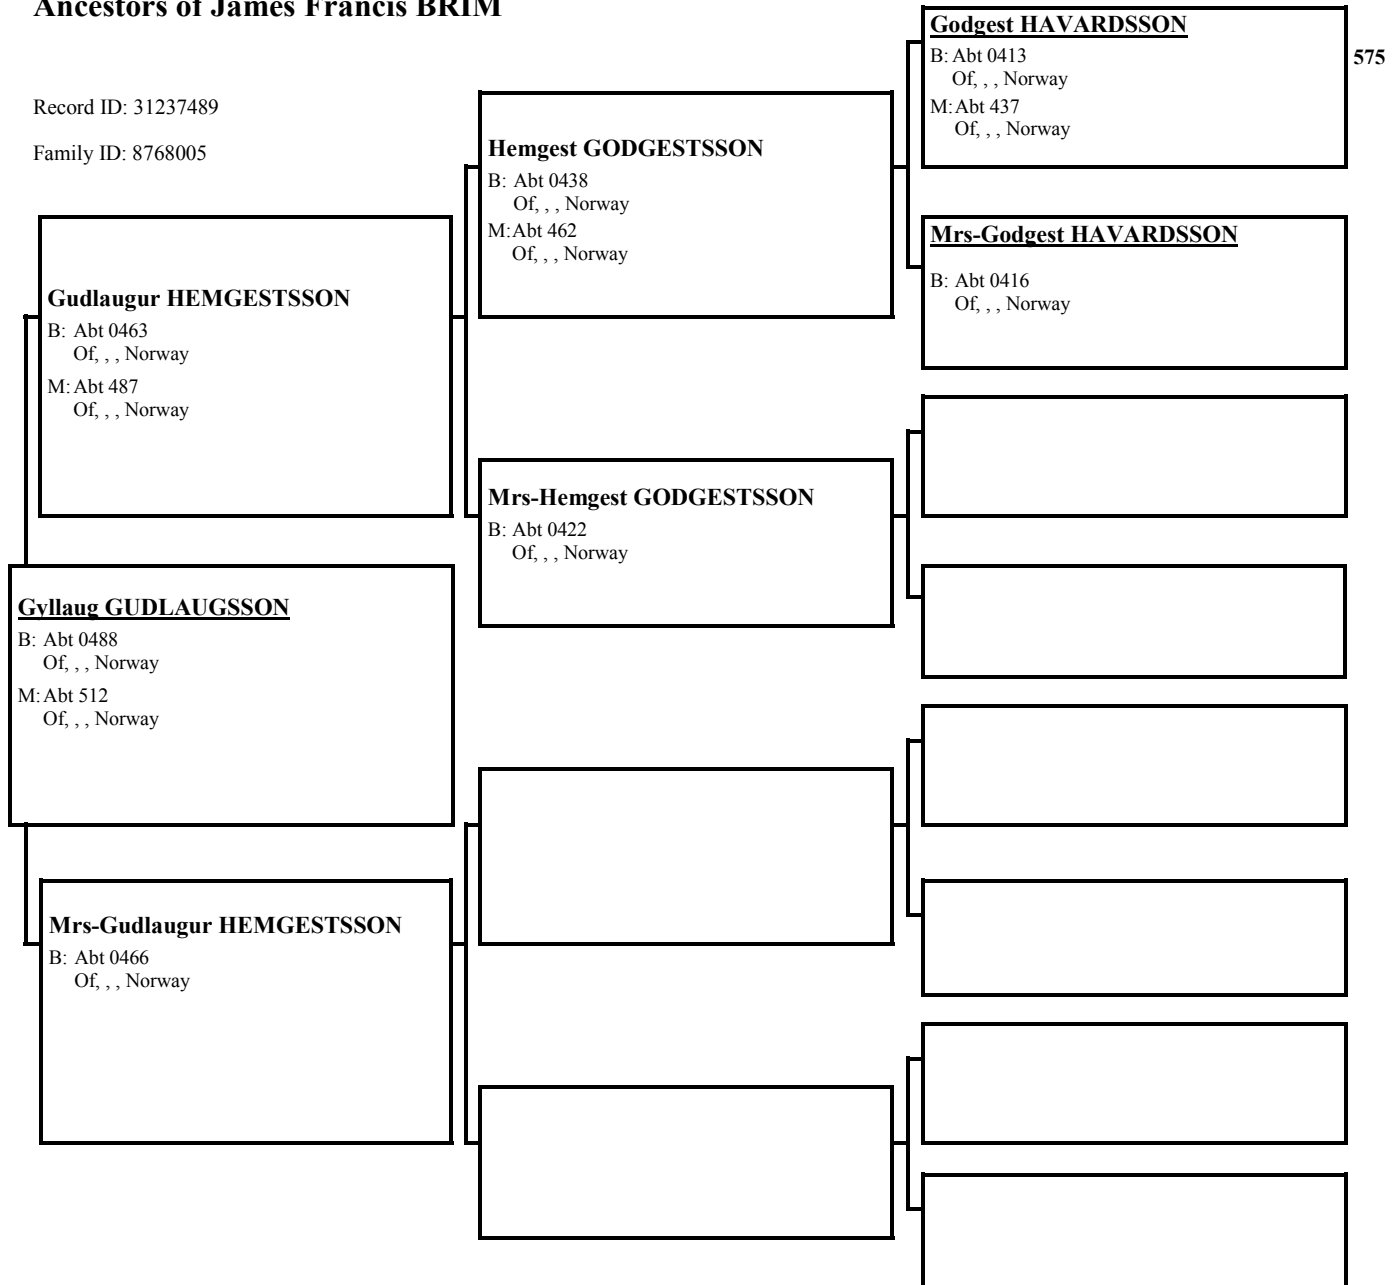 Ancestors of James Francis BRIM
Record ID: 31237489
Family ID: 8768005
Gyllaug GUDLAUGSSON
B: Abt 0488
Of, , , Norway
M: Abt 512
Of, , , Norway
Gudlaugur HEMGESTSSON
B: Abt 0463
Of, , , Norway
M: Abt 487
Of, , , Norway
Mrs-Gudlaugur HEMGESTSSON
B: Abt 0466
Of, , , Norway
Hemgest GODGESTSSON
B: Abt 0438
Of, , , Norway
M: Abt 462
Of, , , Norway
Mrs-Hemgest GODGESTSSON
B: Abt 0422
Of, , , Norway
Godgest HAVARDSSON
B: Abt 0413
Of, , , Norway
M: Abt 437
Of, , , Norway
575
Mrs-Godgest HAVARDSSON
B: Abt 0416
Of, , , Norway